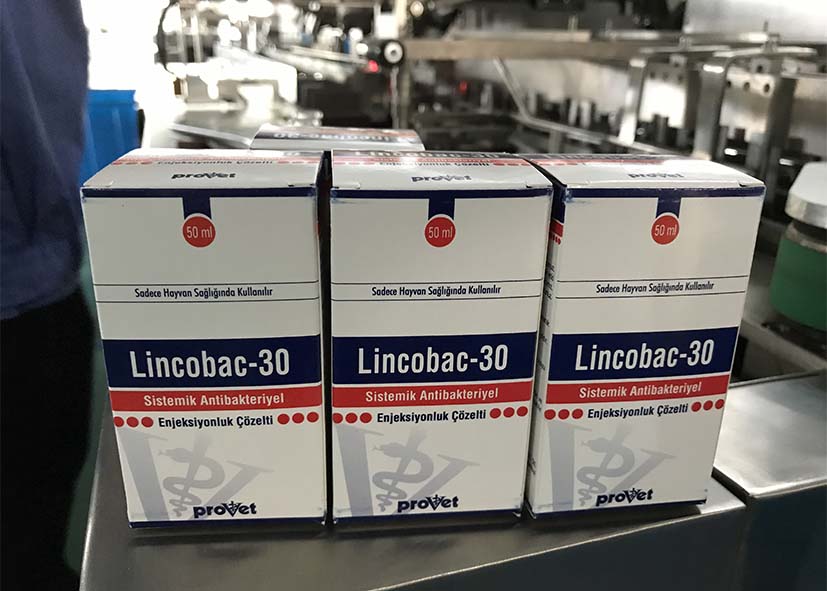 provet
50 ml
Sadece Hayvan Sağlığında Kullanılır
Lincobac-30
Sistemik Antibakteriyel
Enjeksiyonluk Çözelti
provet
provet
50 ml
Sadece Hayvan Sağlığında Kullanılır
Lincobac-30
Sistemik Antibakteriyel
Enjeksiyonluk Çözelti
provet
provet
50 ml
Sadece Hayvan Sağlığında Kullanılır
Lincobac-30
Sistemik Antibakteriyel
Enjeksiyonluk Çözelti
provet